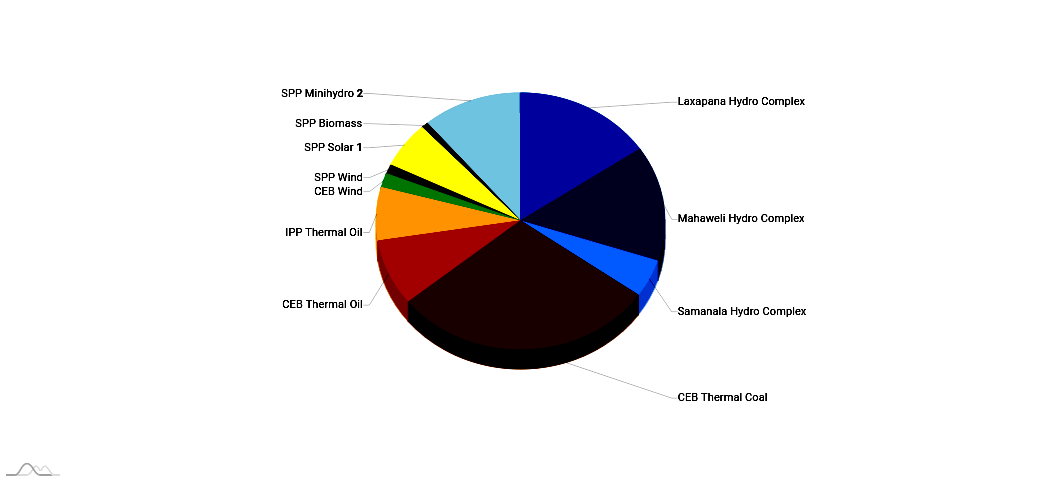 SPP Minihydro 2
Laxapana Hydro Complex
SPP Biomass
SPP Solar 1
SPP Wind
CEB Wind
Mahaweli Hydro Complex
IPP Thermal Oil
CEB Thermal Oil
Samanala Hydro Complex
CEB Thermal Coal